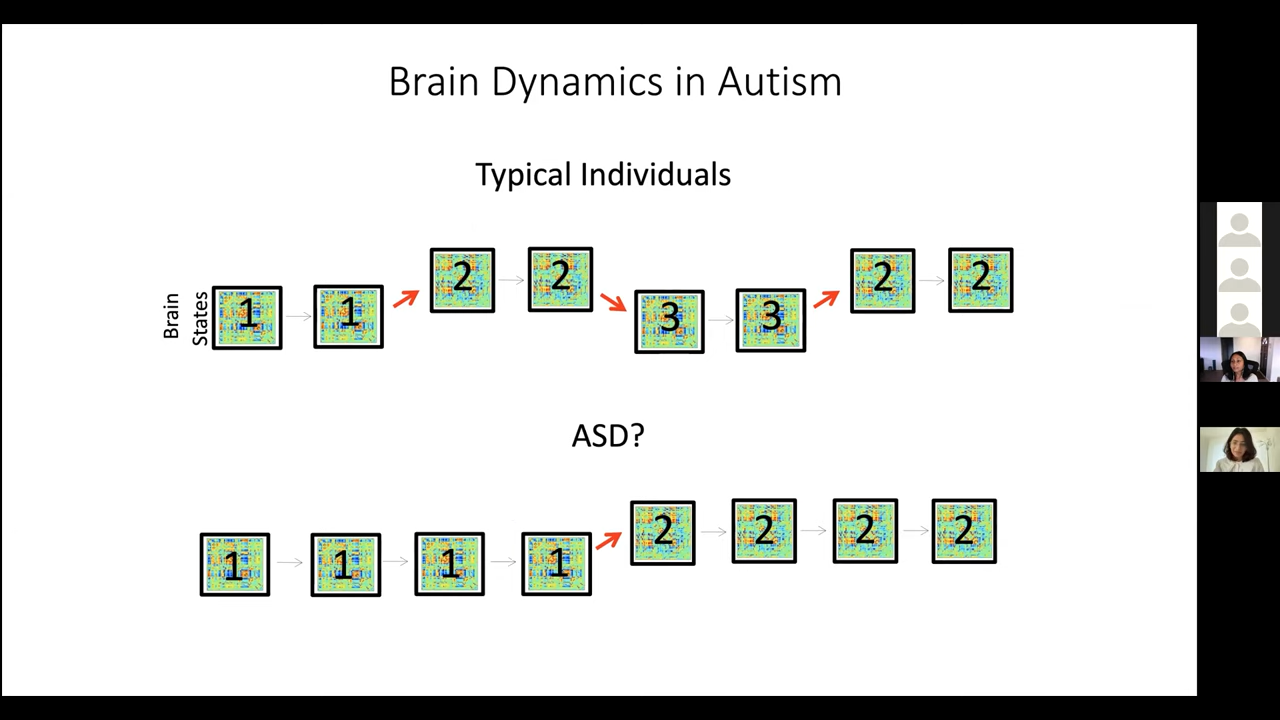 Brain Dynamics in Autism
Typical Individuals
Brain
States
1 1 2 2 3 3 2 2
ASD?
1 1 1 1 2 2 2 2